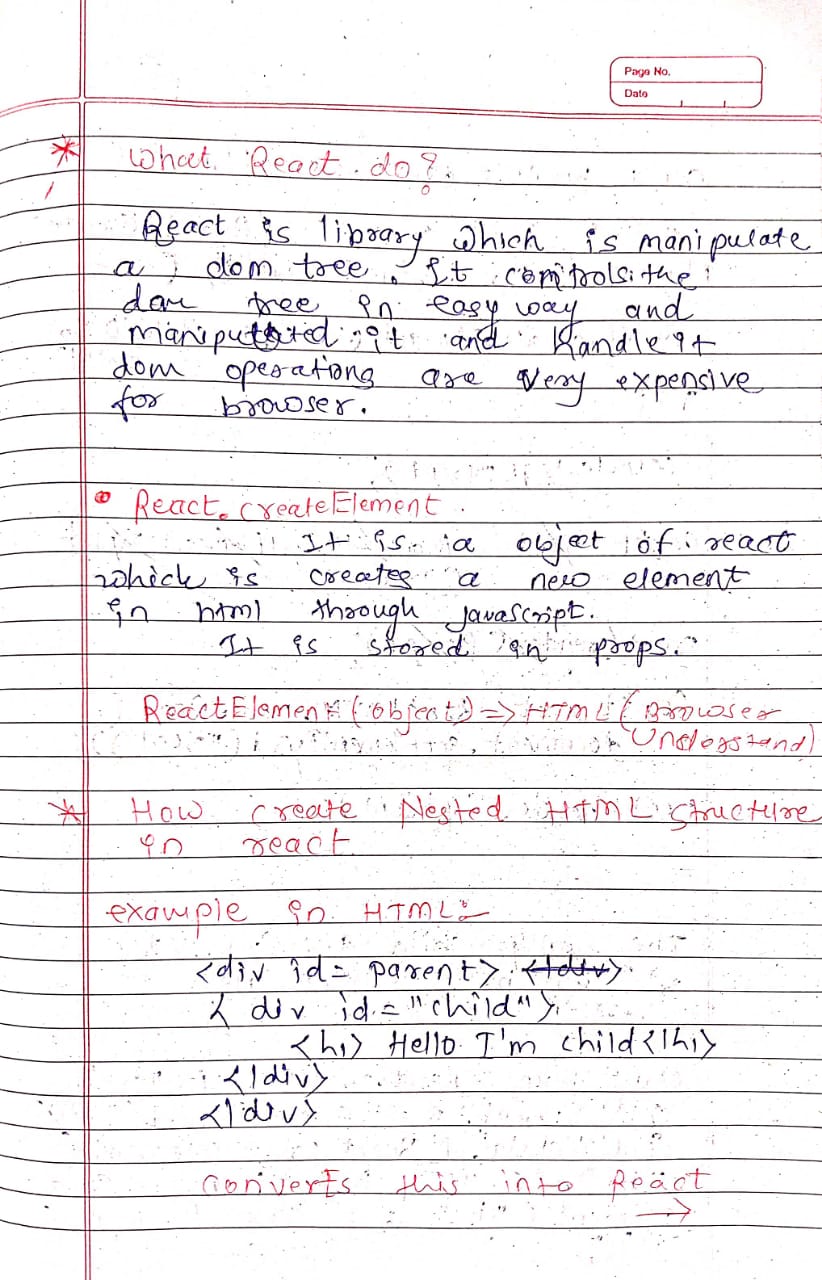 Page No.
Date
* What React do?
React is library which is manipulate
a dom tree. It controls the
dom tree in easy way and
manipulated it and Handle it
dom operations are very expensive
for browser.
React.createElement
It is a object of react
which is creates a new element
in html through javascript.
It is stored in props.
ReactElement (object) => HTML (Browser
Understand)
* How create Nested HTML structure
in react
example in HTML:
<div id= parent>
<div id="child">
<h1> Hello I'm child</h1>
</div>
</div>
Converts this into React
→